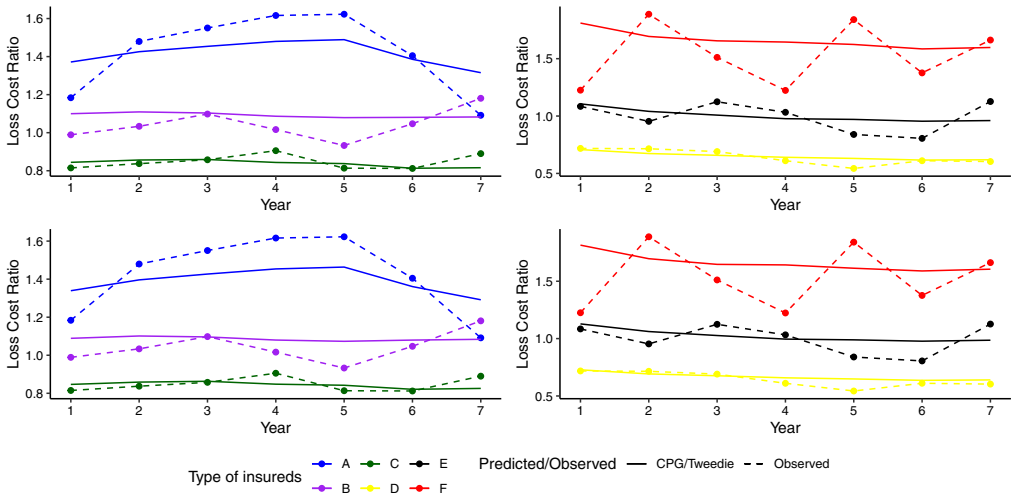 Loss Cost Ratio
1.6
1.4
1.2
1.0
0.8
1 2 3 4 5 6 7
Year
Loss Cost Ratio
1.5
1.0
0.5
1 2 3 4 5 6 7
Year
Loss Cost Ratio
1.6
1.4
1.2
1.0
0.8
1 2 3 4 5 6 7
Year
Loss Cost Ratio
1.5
1.0
0.5
1 2 3 4 5 6 7
Year
Type of insureds
A C E
B D F
Predicted/Observed CPG/Tweedie Observed